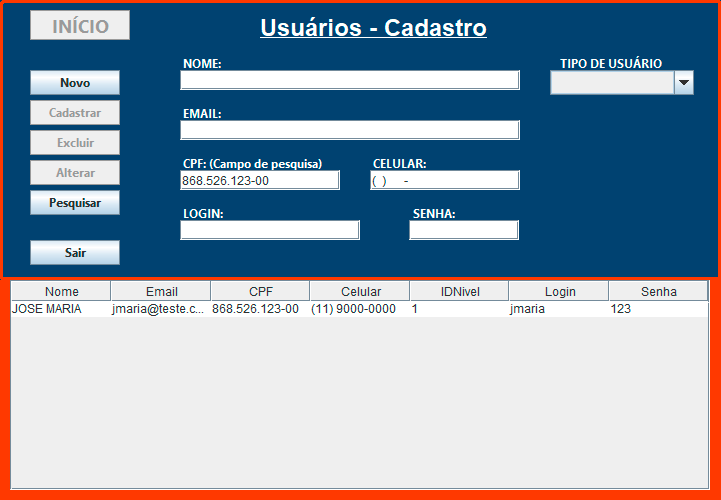 INÍCIO
Usuários - Cadastro
NOME:
TIPO DE USUÁRIO
Novo
Cadastrar
EMAIL:
Excluir
CPF: (Campo de pesquisa)
CELULAR:
Alterar
868.526.123-00
( ) -
Pesquisar
LOGIN:
SENHA:
Sair
Nome Email CPF Celular IDNivel Login Senha
JOSE MARIA jmaria@teste.c... 868.526.123-00 (11) 9000-0000 1 jmaria 123